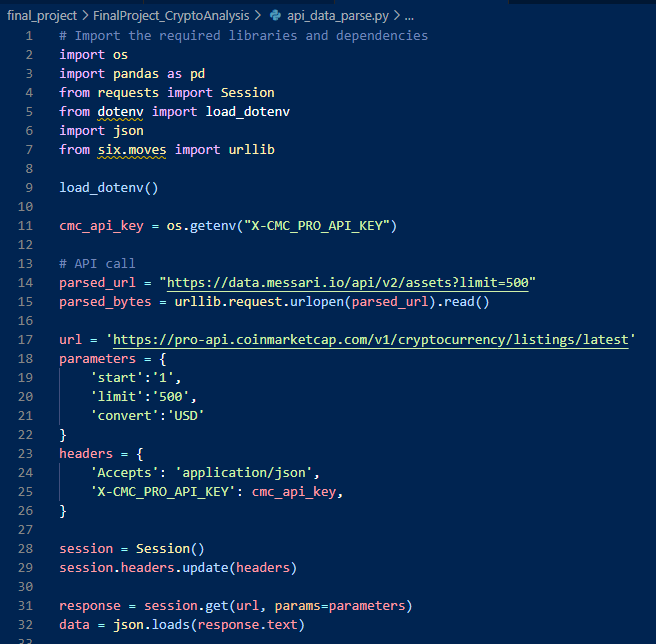 final_project > FinalProject_CryptoAnalysis > api_data_parse.py > ...
1 # Import the required libraries and dependencies
2 import os
3 import pandas as pd
4 from requests import Session
5 from dotenv import load_dotenv
6 import json
7 from six.moves import urllib
8
9 load_dotenv()
10
11 cmc_api_key = os.getenv("X-CMC_PRO_API_KEY")
12
13 # API call
14 parsed_url = "https://data.messari.io/api/v2/assets?limit=500"
15 parsed_bytes = urllib.request.urlopen(parsed_url).read()
16
17 url = 'https://pro-api.coinmarketcap.com/v1/cryptocurrency/listings/latest'
18 parameters = {
19     'start':'1',
20     'limit':'500',
21     'convert':'USD'
22 }
23 headers = {
24     'Accepts': 'application/json',
25     'X-CMC_PRO_API_KEY': cmc_api_key,
26 }
27
28 session = Session()
29 session.headers.update(headers)
30
31 response = session.get(url, params=parameters)
32 data = json.loads(response.text)
33